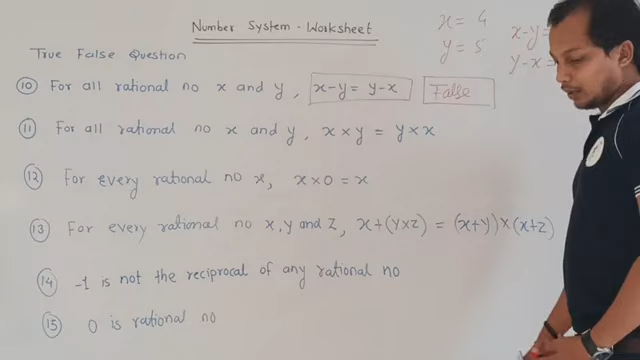 Number System - Worksheet
x = 4
y = 5
x-y =
y-x =
True False Question
(10) For all rational no x and y, x-y = y-x False
(11) For all rational no x and y, x × y = y × x
(12) For every rational no x, x × 0 = x
(13) For every rational no x, y and z, x+(y×z) = (x+y)×(x+z)
(14) -1 is not the reciprocal of any rational no
(15) 0 is rational no